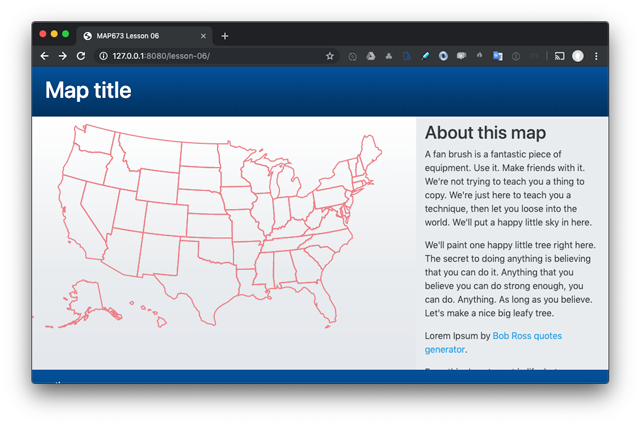 MAP673 Lesson 06
127.0.0.1:8080/lesson-06/
Map title
About this map
A fan brush is a fantastic piece of
equipment. Use it. Make friends with it.
We're not trying to teach you a thing to
copy. We're just here to teach you a
technique, then let you loose into the
world. We'll put a happy little sky in here.
We'll paint one happy little tree right here.
The secret to doing anything is believing
that you can do it. Anything that you
believe you can do strong enough, you
can do. Anything. As long as you believe.
Let's make a nice big leafy tree.
Lorem Ipsum by Bob Ross quotes
generator.